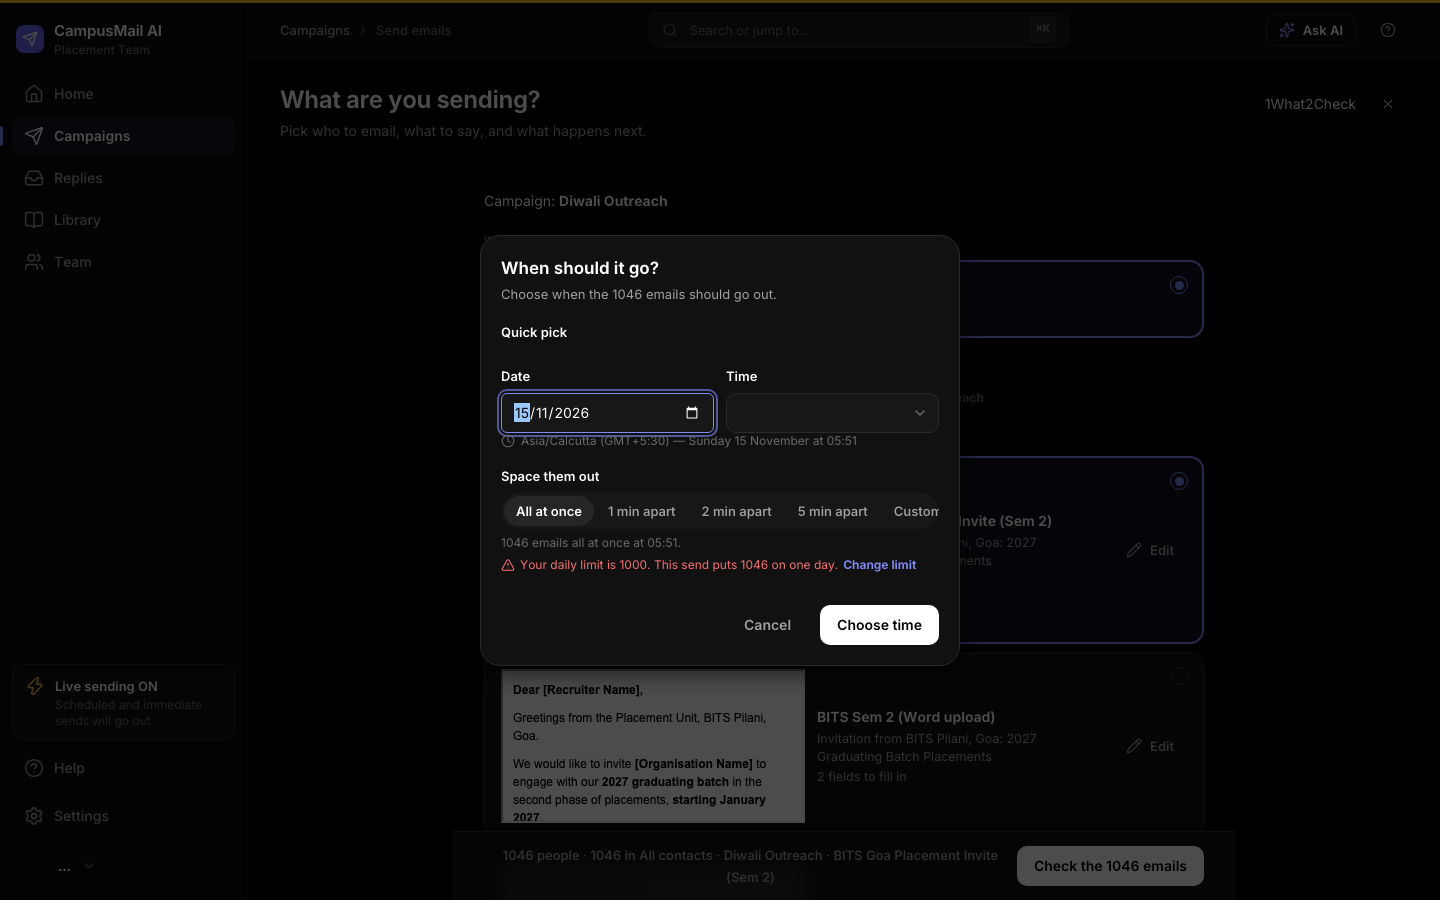 CampusMail AI
Placement Team
Home
Campaigns
Replies
Library
Team
Live sending ON
Scheduled and immediate
sends will go out.
Help
Settings
...
Campaigns > Send emails
Search or jump to...
⌘K
Ask AI
What are you sending?
Pick who to email, what to say, and what happens next.
1What2Check
Campaign: Diwali Outreach
When should it go?
Choose when the 1046 emails should go out.
Quick pick
Date
Time
15/11/2026
Asia/Calcutta (GMT+5:30) — Sunday 15 November at 05:51
Space them out
All at once
1 min apart
2 min apart
5 min apart
Custom
1046 emails all at once at 05:51.
Your daily limit is 1000. This send puts 1046 on one day. Change limit
Cancel
Choose time
Invite (Sem 2)
Goa: 2027
Edit
Dear [Recruiter Name],
Greetings from the Placement Unit, BITS Pilani,
Goa.
We would like to invite [Organisation Name] to
engage with our 2027 graduating batch in the
second phase of placements, starting January
2027
BITS Sem 2 (Word upload)
Invitation from BITS Pilani, Goa: 2027
Graduating Batch Placements
2 fields to fill in
Edit
1046 people · 1046 in All contacts · Diwali Outreach · BITS Goa Placement Invite
(Sem 2)
Check the 1046 emails